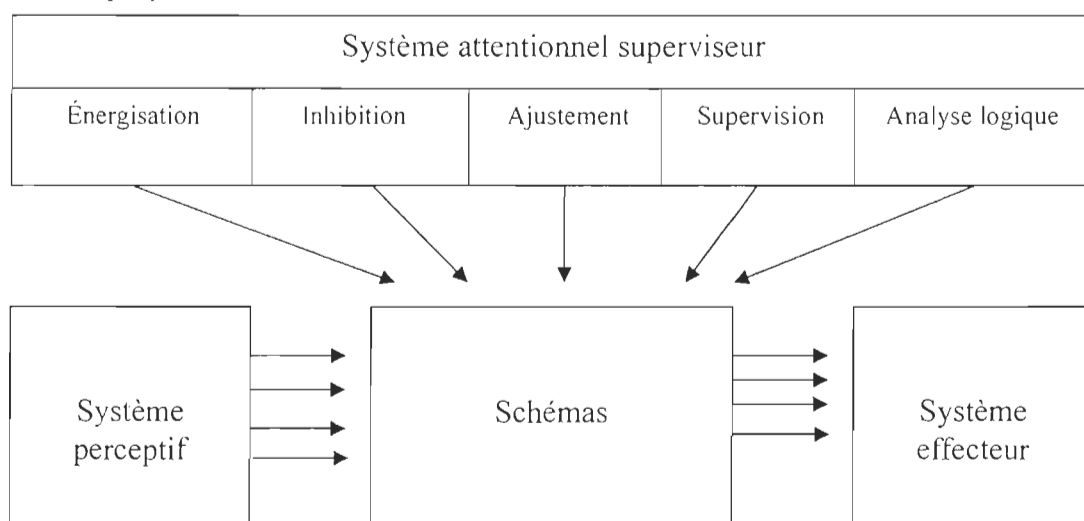 Système attentionnel superviseur
Énergisation
Inhibition
Ajustement
Supervision
Analyse logique
Système
perceptif
Schémas
Système
effecteur